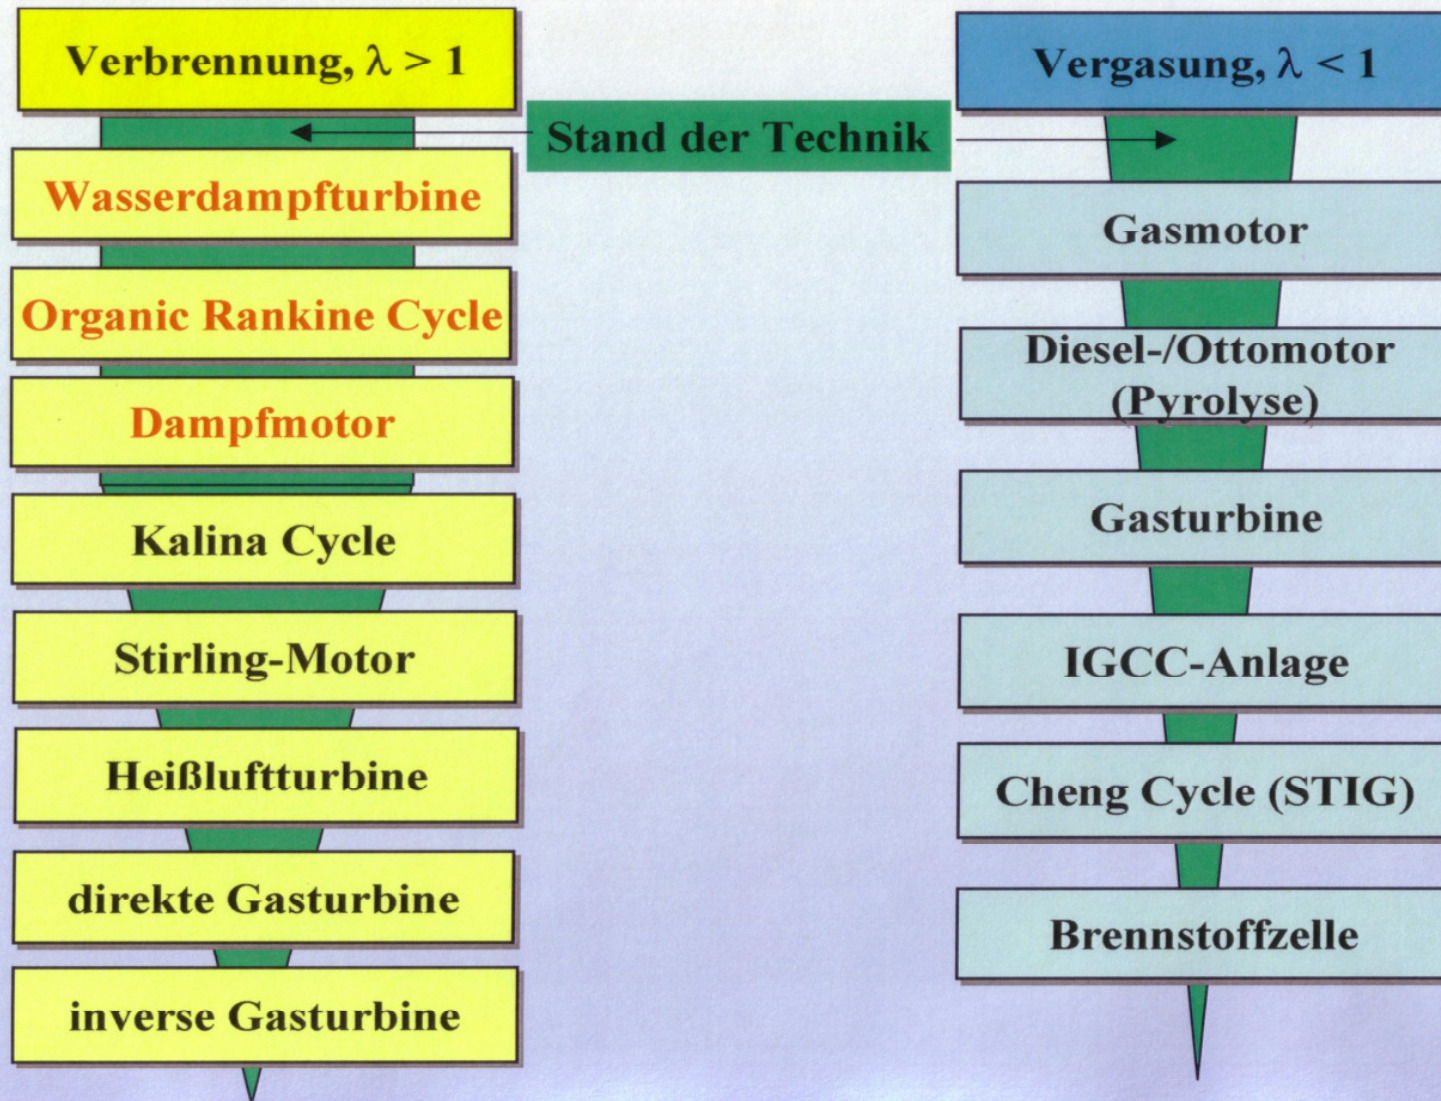 Verbrennung, λ > 1
Stand der Technik
Wasserdampfturbine
Organic Rankine Cycle
Dampfmotor
Kalina Cycle
Stirling-Motor
Heißluftturbine
direkte Gasturbine
inverse Gasturbine
Vergasung, λ < 1
Gasmotor
Diesel-/Ottomotor
(Pyrolyse)
Gasturbine
IGCC-Anlage
Cheng Cycle (STIG)
Brennstoffzelle